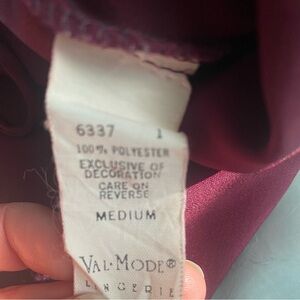 6337 1
100% POLYESTER
EXCLUSIVE OF
DECORATION
CARE ON
REVERSE
MEDIUM
VAL·MODE®
LINGERIE